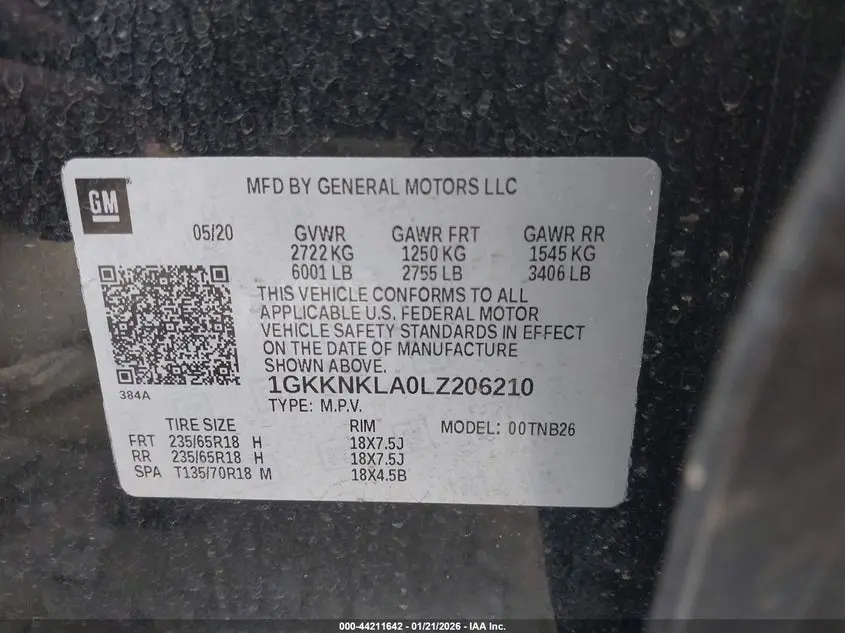 GM
MFD BY GENERAL MOTORS LLC
05/20 GVWR GAWR FRT GAWR RR
2722 KG 1250 KG 1545 KG
6001 LB 2755 LB 3406 LB
THIS VEHICLE CONFORMS TO ALL
APPLICABLE U.S. FEDERAL MOTOR
VEHICLE SAFETY STANDARDS IN EFFECT
ON THE DATE OF MANUFACTURE
SHOWN ABOVE.
384A
1GKKNKLA0LZ206210
TYPE: M.P.V.
TIRE SIZE RIM MODEL: 00TNB26
FRT 235/65R18 H 18X7.5J
RR 235/65R18 H 18X7.5J
SPA T135/70R18 M 18X4.5B
000-44211642 - 01/21/2026 - IAA Inc.